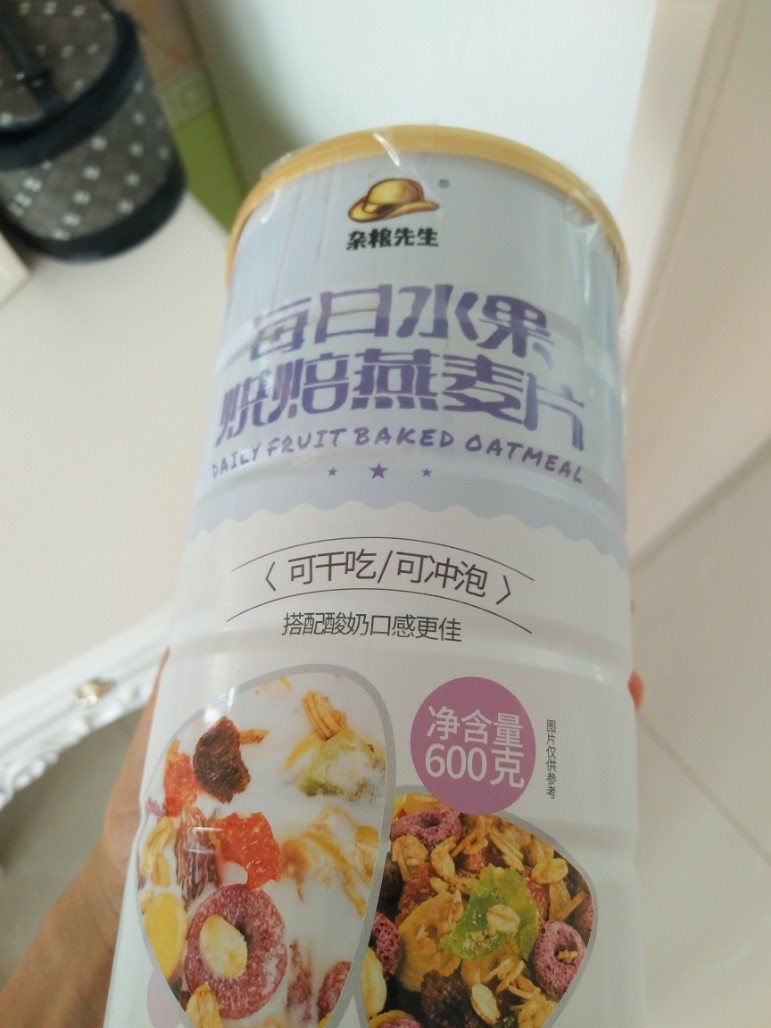 ®
杂粮先生
每日水果
烘焙燕麦片
DAILY FRUIT BAKED OATMEAL
〈 可干吃/可冲泡 〉
搭配酸奶口感更佳
净含量
600克
图片仅供参考